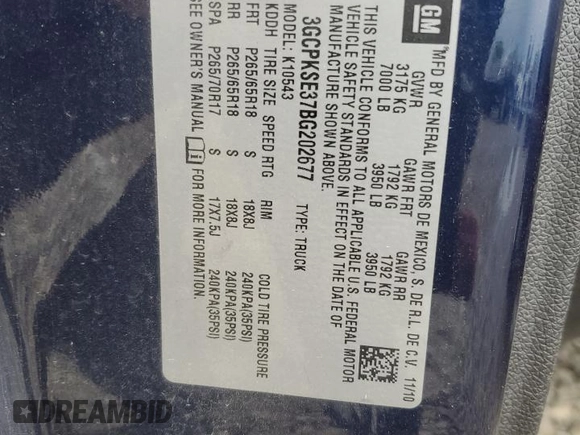 GM
MFD BY GENERAL MOTORS DE MEXICO, S. DE R.L. DE C.V. 11/10
GVWR GAWR FRT GAWR RR
3175 KG 1792 KG 1792 KG
7000 LB 3950 LB 3950 LB
THIS VEHICLE CONFORMS TO ALL APPLICABLE U.S. FEDERAL MOTOR
VEHICLE SAFETY STANDARDS IN EFFECT ON THE DATE OF
MANUFACTURE SHOWN ABOVE.
3GCPKSE37BG202677 TYPE: TRUCK
MODEL: K10543
KDDH TIRE SIZE SPEED RTG RIM COLD TIRE PRESSURE
FRT P265/65R18 S 18X8J 240KPA(35PSI)
RR P265/65R18 S 18X8J 240KPA(35PSI)
SPA P265/70R17 S 17X7.5J 240KPA(35PSI)
SEE OWNER'S MANUAL FOR MORE INFORMATION.
DREAMBID